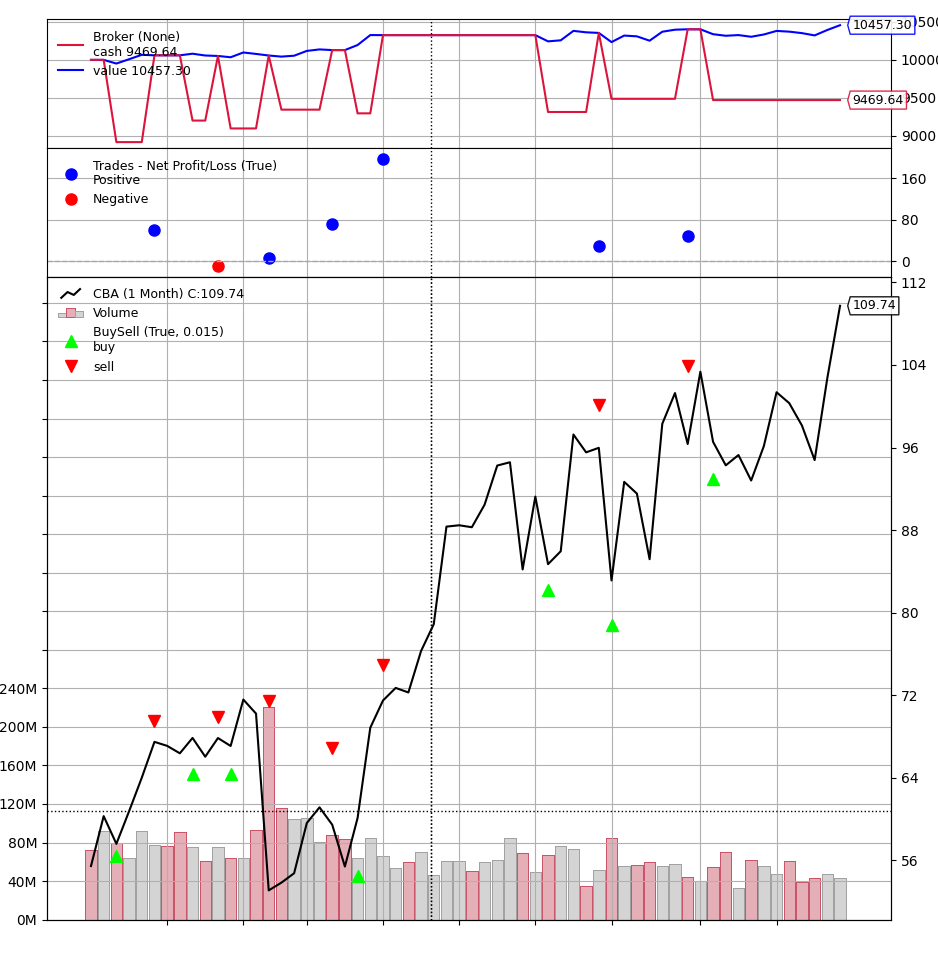 Broker (None)
cash 9469.64
value 10457.30
10457.30
10000
9500
9469.64
9000
Trades - Net Profit/Loss (True)
Positive
Negative
160
80
0
CBA (1 Month) C:109.74
Volume
BuySell (True, 0.015)
buy
sell
112
109.74
104
96
88
80
72
64
56
240M
200M
160M
120M
80M
40M
0M